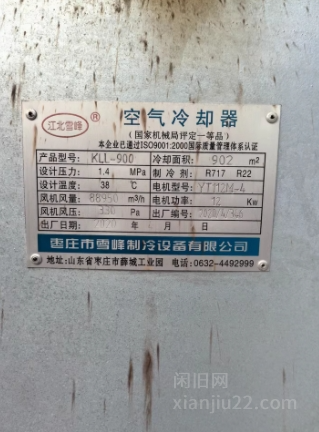 江北雪峰 ®
空气冷却器
(国家机械局评定一等品)
本企业已通过ISO9001:2000国际质量管理体系认证
产品型号: KLL-900 冷却面积: 902 m²
设计压力: 1.4 MPa 制冷剂: R717 R22
设计温度: 38 ℃ 电机型号:
风机风量: 88950 m³/h 电机功率: 12 Kw
风机风压: Pa 出厂编号:
出厂日期: 2020 年 月 日
枣庄市雪峰制冷设备有限公司
地址:山东省枣庄市薛城工业园 电话:0632-4492999
闲旧网
xianjiu22.com